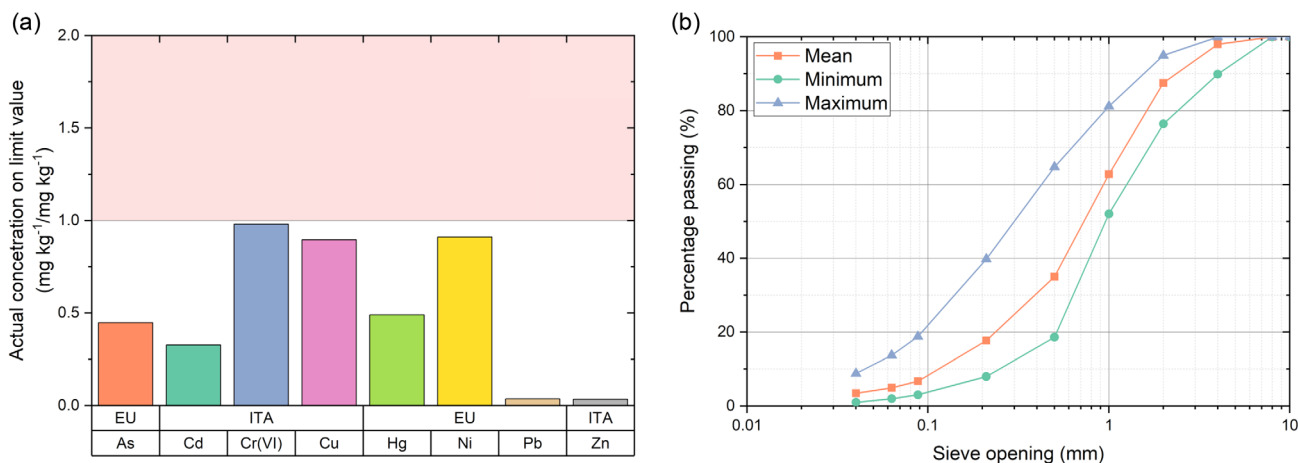 (a)
Actual concetration on limit value
(mg kg⁻¹/mg kg⁻¹)
2.0
1.5
1.0
0.5
0.0
EU ITA EU ITA
As Cd Cr(VI) Cu Hg Ni Pb Zn
(b)
Percentage passing (%)
100
80
60
40
20
0
Mean
Minimum
Maximum
0.01 0.1 1 10
Sieve opening (mm)